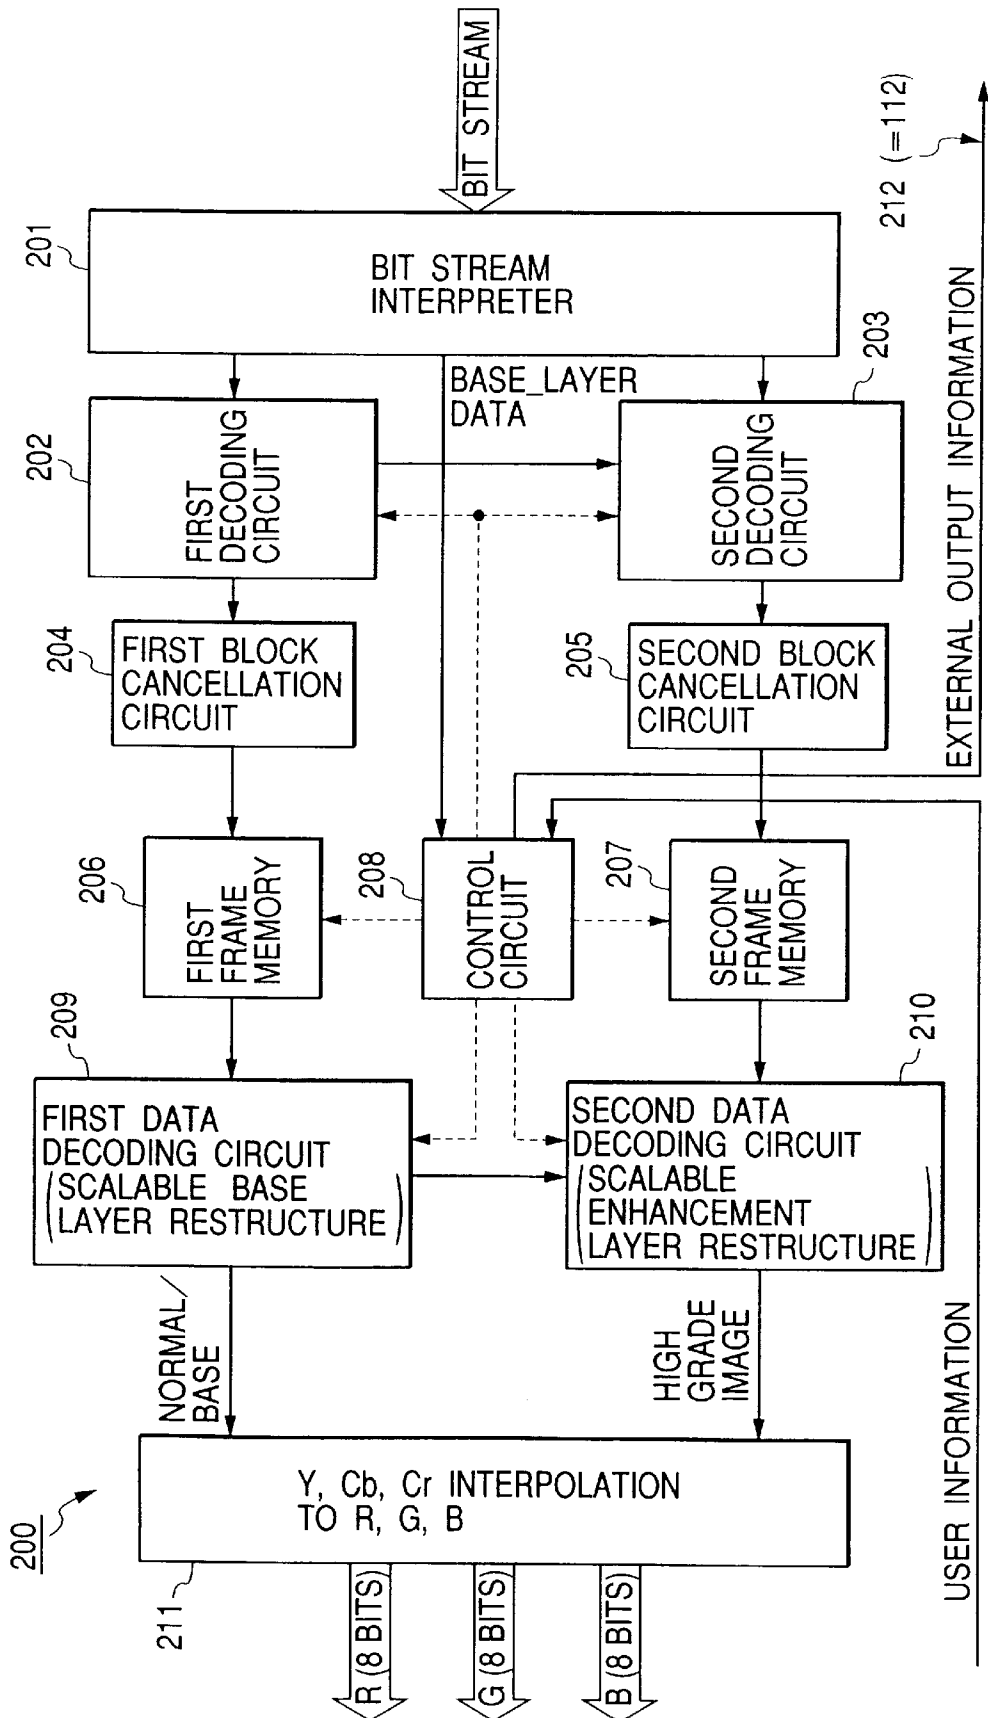 200
BIT STREAM
201
BIT STREAM
INTERPRETER
202
FIRST
DECODING
CIRCUIT
BASE_LAYER
DATA
203
SECOND
DECODING
CIRCUIT
204
FIRST BLOCK
CANCELLATION
CIRCUIT
205
SECOND BLOCK
CANCELLATION
CIRCUIT
206
FIRST
FRAME
MEMORY
208
CONTROL
CIRCUIT
207
SECOND
FRAME
MEMORY
209
FIRST DATA
DECODING CIRCUIT
(SCALABLE BASE
LAYER RESTRUCTURE)
210
SECOND DATA
DECODING CIRCUIT
(SCALABLE
ENHANCEMENT
LAYER RESTRUCTURE)
NORMAL/
BASE
HIGH
GRADE
IMAGE
211
Y, Cb, Cr INTERPOLATION
TO R, G, B
R (8 BITS)
G (8 BITS)
B (8 BITS)
USER INFORMATION
EXTERNAL OUTPUT INFORMATION
212 (=112)